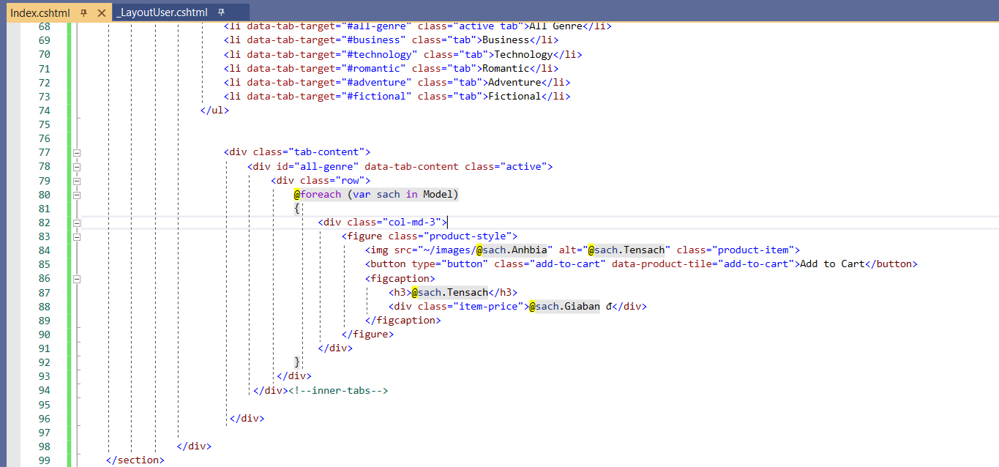 Index.cshtml
_LayoutUser.cshtml
68 <li data-tab-target="#all-genre" class="active tab">All Genre</li>
69 <li data-tab-target="#business" class="tab">Business</li>
70 <li data-tab-target="#technology" class="tab">Technology</li>
71 <li data-tab-target="#romantic" class="tab">Romantic</li>
72 <li data-tab-target="#adventure" class="tab">Adventure</li>
73 <li data-tab-target="#fictional" class="tab">Fictional</li>
74 </ul>
75
76
77 <div class="tab-content">
78 <div id="all-genre" data-tab-content class="active">
79 <div class="row">
80 @foreach (var sach in Model)
81 {
82 <div class="col-md-3">
83 <figure class="product-style">
84 <img src="~/images/@sach.Anhbia" alt="@sach.Tensach" class="product-item">
85 <button type="button" class="add-to-cart" data-product-tile="add-to-cart">Add to Cart</button>
86 <figcaption>
87 <h3>@sach.Tensach</h3>
88 <div class="item-price">@sach.Giaban đ</div>
89 </figcaption>
90 </figure>
91 </div>
92 }
93 </div>
94 </div><!--inner-tabs-->
95
96 </div>
97
98 </div>
99 </section>